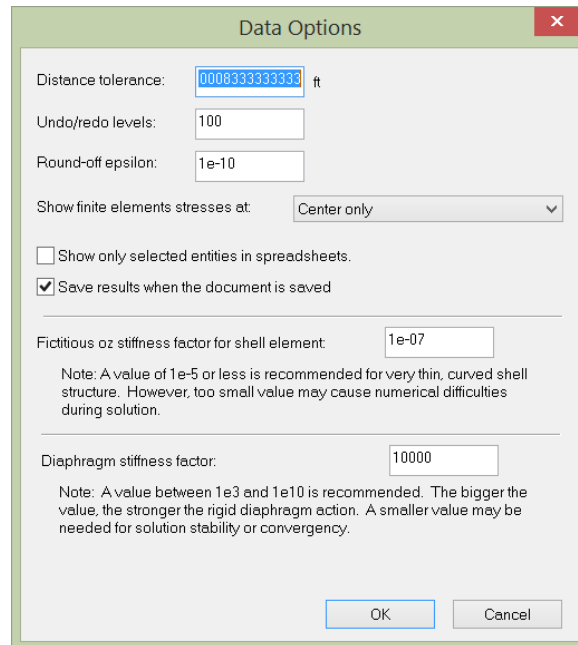 Data Options
x
Distance tolerance: 0008333333333 ft
Undo/redo levels: 100
Round-off epsilon: 1e-10
Show finite elements stresses at: Center only
Show only selected entities in spreadsheets.
Save results when the document is saved
Fictitious oz stiffness factor for shell element: 1e-07
Note: A value of 1e-5 or less is recommended for very thin, curved shell
structure. However, too small value may cause numerical difficulties
during solution.
Diaphragm stiffness factor: 10000
Note: A value between 1e3 and 1e10 is recommended. The bigger the
value, the stronger the rigid diaphragm action. A smaller value may be
needed for solution stability or convergency.
OK Cancel